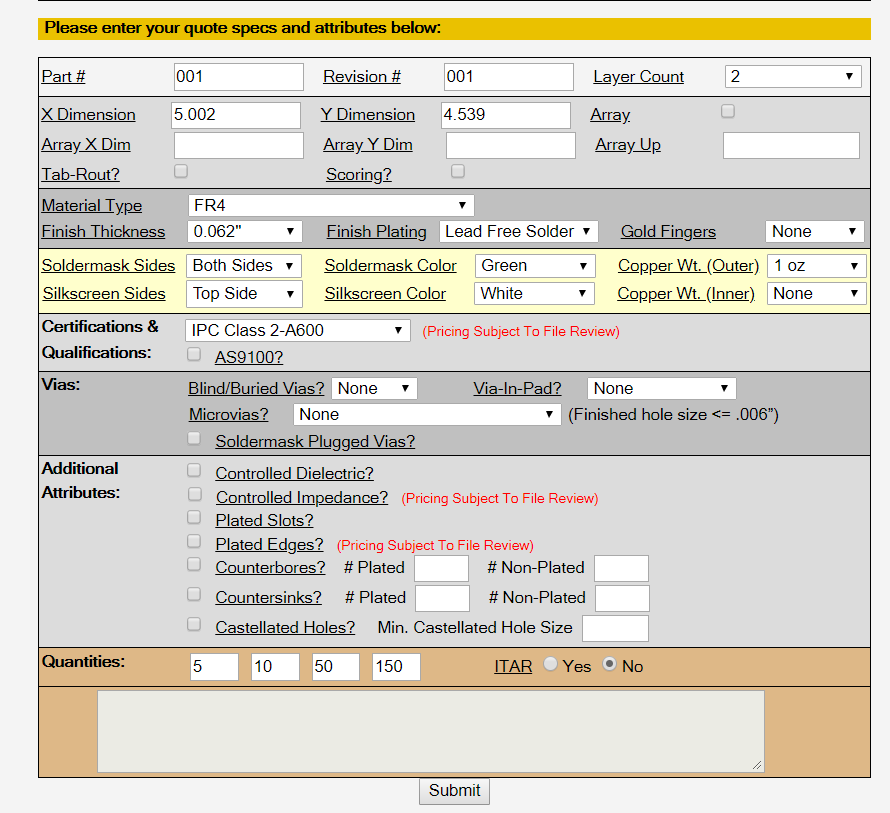 Please enter your quote specs and attributes below:
Part # 001 Revision # 001 Layer Count 2
X Dimension 5.002 Y Dimension 4.539 Array
Array X Dim Array Y Dim Array Up
Tab-Rout? Scoring?
Material Type FR4
Finish Thickness 0.062" Finish Plating Lead Free Solder Gold Fingers None
Soldermask Sides Both Sides Soldermask Color Green Copper Wt. (Outer) 1 oz
Silkscreen Sides Top Side Silkscreen Color White Copper Wt. (Inner) None
Certifications & IPC Class 2-A600 (Pricing Subject To File Review)
Qualifications: AS9100?
Vias: Blind/Buried Vias? None Via-In-Pad? None
Microvias? None (Finished hole size <= .006”)
Soldermask Plugged Vias?
Additional Controlled Dielectric?
Attributes: Controlled Impedance? (Pricing Subject To File Review)
Plated Slots?
Plated Edges? (Pricing Subject To File Review)
Counterbores? # Plated # Non-Plated
Countersinks? # Plated # Non-Plated
Castellated Holes? Min. Castellated Hole Size
Quantities: 5 10 50 150 ITAR Yes No
Submit